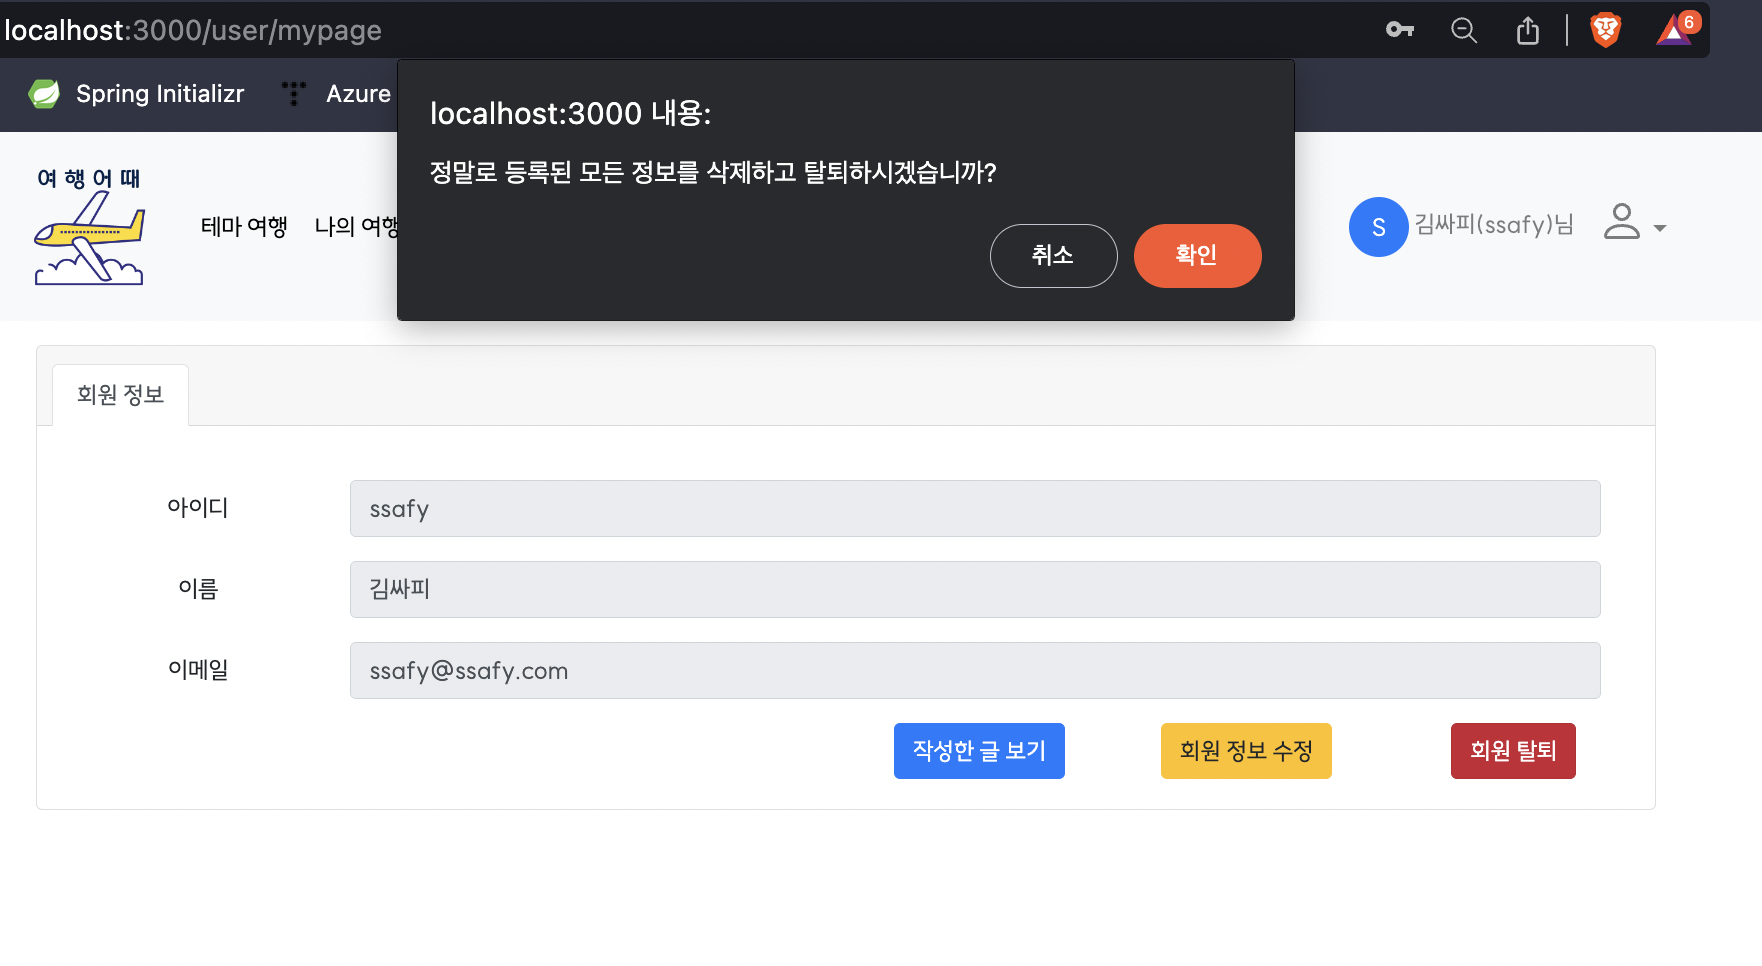 localhost:3000/user/mypage
6
Spring Initializr
Azure
localhost:3000 내용:
정말로 등록된 모든 정보를 삭제하고 탈퇴하시겠습니까?
취소
확인
여행어때
테마 여행
나의 여행
S
김싸피(ssafy)님
회원 정보
아이디
ssafy
이름
김싸피
이메일
ssafy@ssafy.com
작성한 글 보기
회원 정보 수정
회원 탈퇴